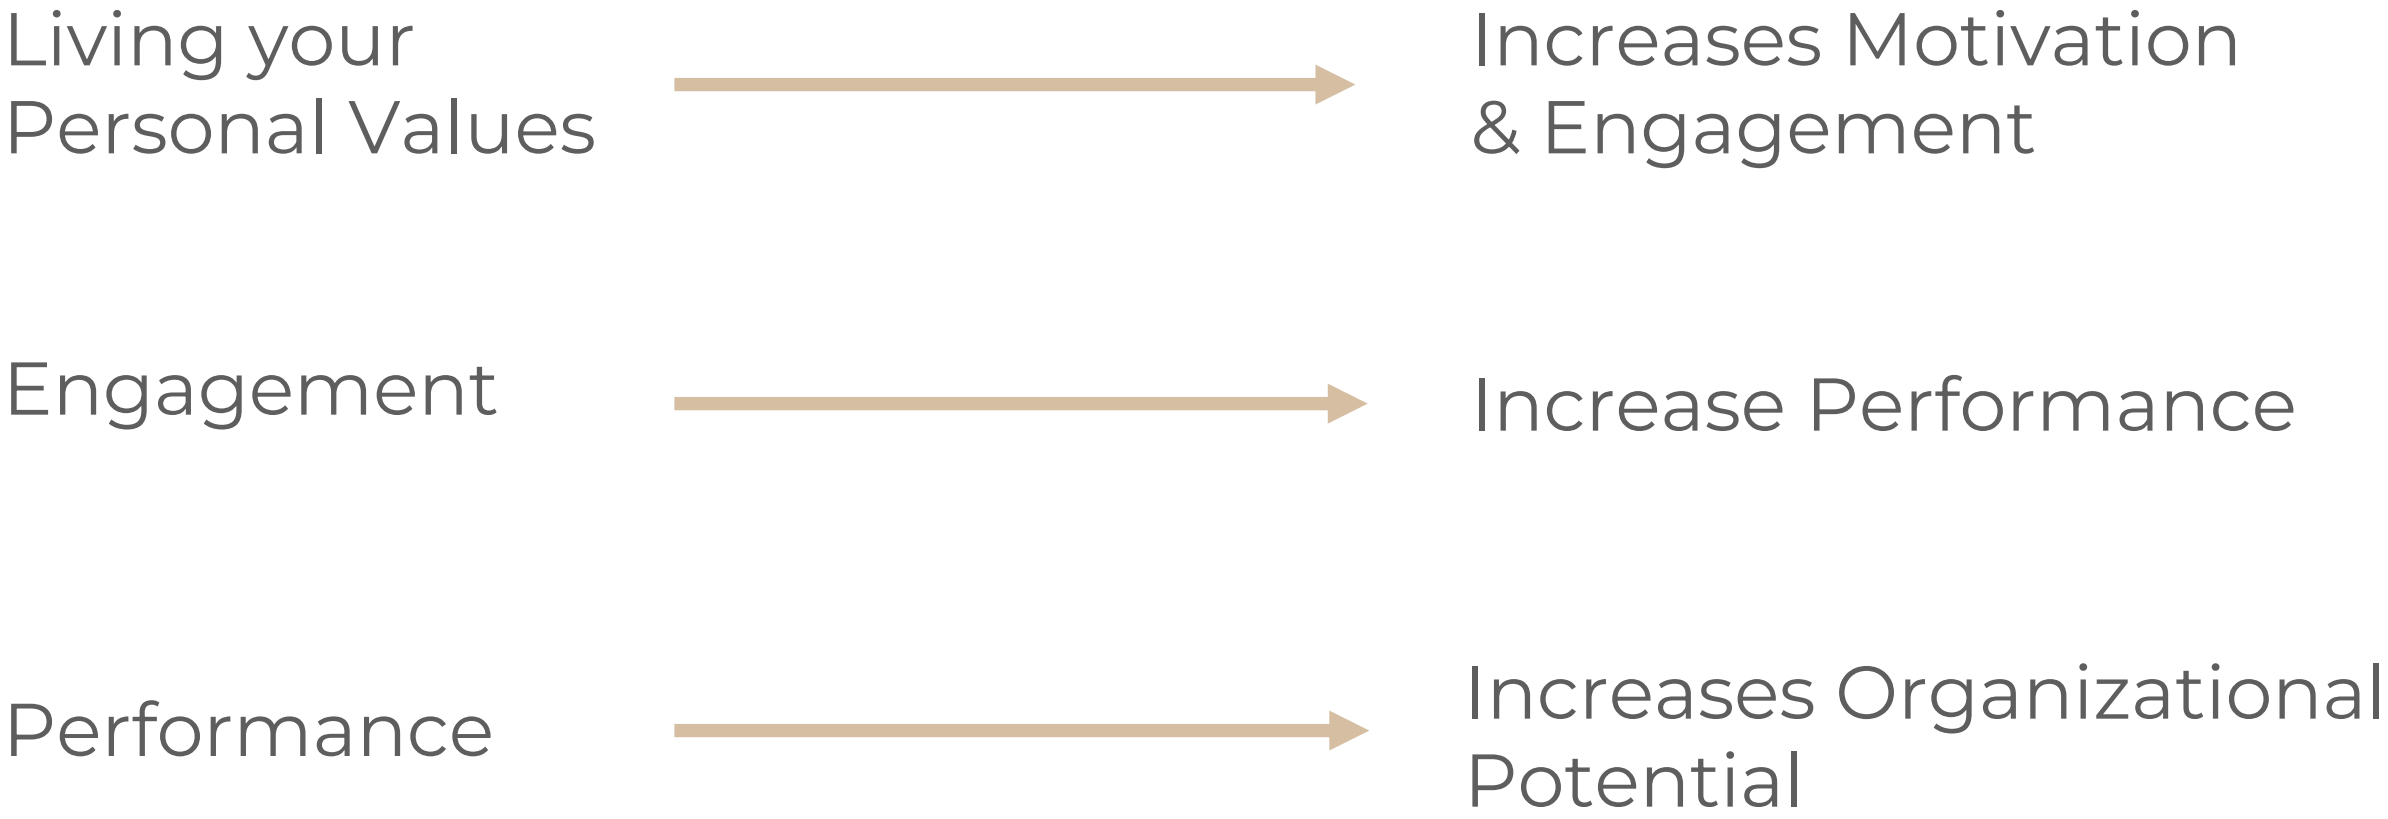 Living your
Personal Values
Increases Motivation
& Engagement
Engagement
Increase Performance
Performance
Increases Organizational
Potential